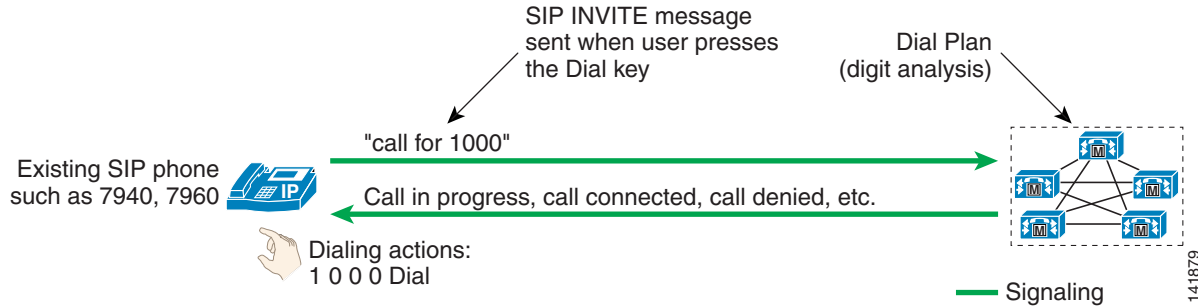 SIP INVITE message
sent when user presses
the Dial key
Dial Plan
(digit analysis)
"call for 1000"
Existing SIP phone
such as 7940, 7960
IP
Call in progress, call connected, call denied, etc.
M
M
M
M
M
Dialing actions:
1 0 0 0 Dial
Signaling
141879